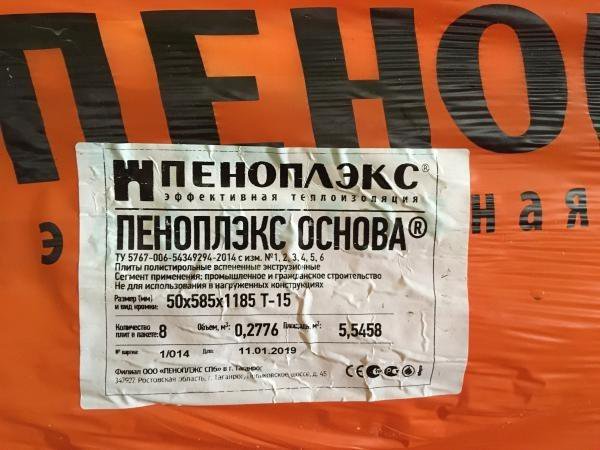 ПЕНО
э
ная
ПЕНОПЛЭКС®
эффективная теплоизоляция
ПЕНОПЛЭКС ОСНОВА®
ТУ 5767-006-54349294-2014 с изм. №1, 2, 3, 4, 5, 6
Плиты полистирольные вспененные экструзионные
Сегмент применения: промышленное и гражданское строительство
Не для использования в нагруженных конструкциях
Размер (мм) и вид кромки: 50х585х1185 Т-15
Количество плит в пакете: 8 Объем, м³: 0,2776 Площадь, м²: 5,5458
№ партии 1/014 Дата: 11.01.2019
Филиал ООО «ПЕНОПЛЭКС СПб» в г. Таганрог
347927, Ростовская область, г. Таганрог, Поляковское шоссе, д. 45